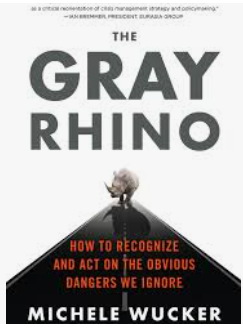 as a critical reorientation of crisis management strategy and policymaking."
—IAN BREMMER, PRESIDENT, EURASIA GROUP
THE
GRAY
RHINO
HOW TO RECOGNIZE
AND ACT ON THE OBVIOUS
DANGERS WE IGNORE
MICHELE WUCKER